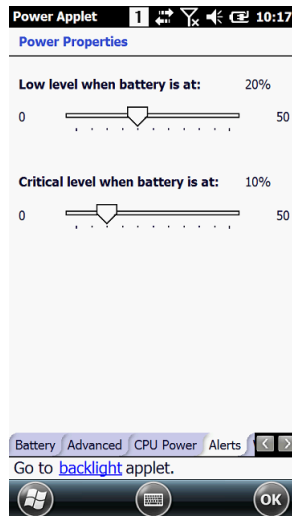 Power Applet 1 10:17
Power Properties
Low level when battery is at: 20%
0 50
Critical level when battery is at: 10%
0 50
Battery Advanced CPU Power Alerts
Go to backlight applet.
OK